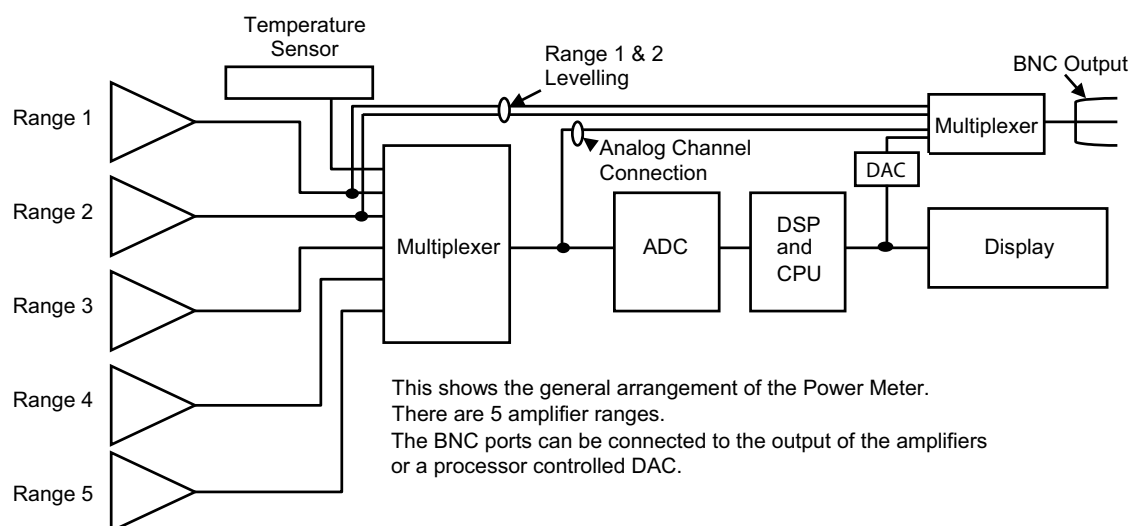 Temperature
Sensor
Range 1 & 2
Levelling
BNC Output
Range 1
Multiplexer
Analog Channel
Connection
DAC
Range 2
Multiplexer
ADC
DSP
and
CPU
Display
Range 3
Range 4
Range 5
This shows the general arrangement of the Power Meter.
There are 5 amplifier ranges.
The BNC ports can be connected to the output of the amplifiers
or a processor controlled DAC.